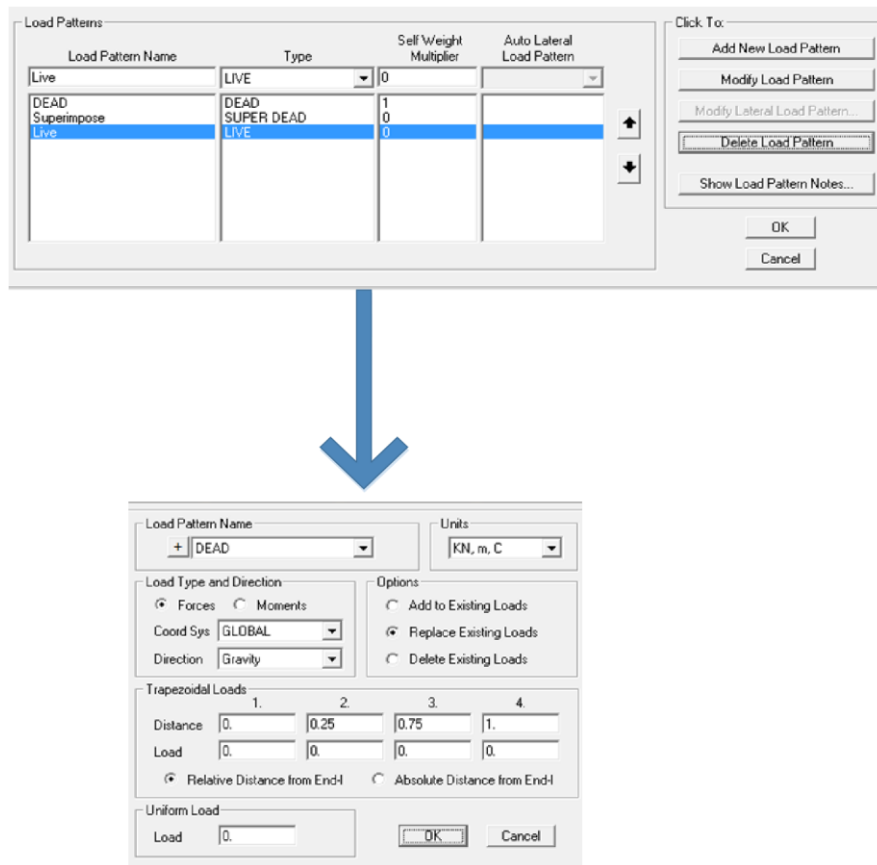 Load Patterns
Click To:
Load Pattern Name Type Self Weight Multiplier Auto Lateral Load Pattern
Live LIVE 0
DEAD DEAD 1
Superimpose SUPER DEAD 0
Live LIVE 0
Add New Load Pattern
Modify Load Pattern
Modify Lateral Load Pattern...
Delete Load Pattern
Show Load Pattern Notes...
OK
Cancel
Load Pattern Name
+ DEAD
Units
KN, m, C
Load Type and Direction
Forces Moments
Coord Sys GLOBAL
Direction Gravity
Options
Add to Existing Loads
Replace Existing Loads
Delete Existing Loads
Trapezoidal Loads
1. 2. 3. 4.
Distance 0. 0.25 0.75 1.
Load 0. 0. 0. 0.
Relative Distance from End-I Absolute Distance from End-I
Uniform Load
Load 0.
OK Cancel